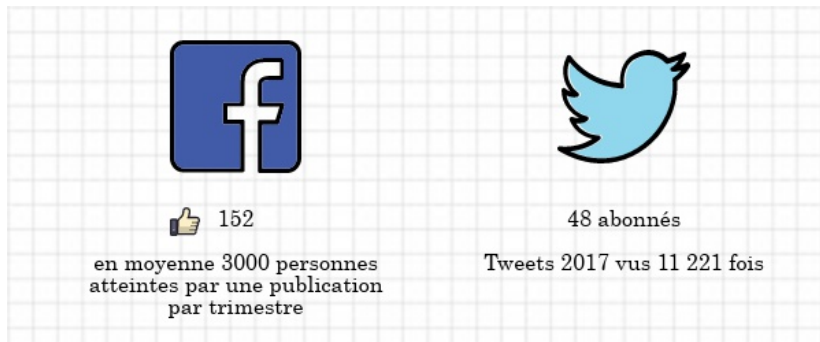 152
en moyenne 3000 personnes
atteintes par une publication
par trimestre
48 abonnés
Tweets 2017 vus 11 221 fois